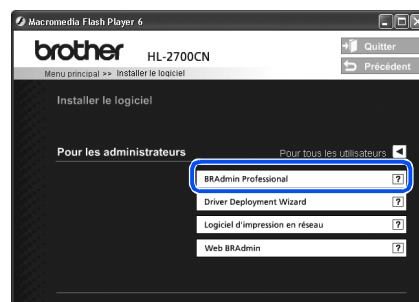 Macromedia Flash Player 6
brother HL-2700CN
Quitter
Précédent
Menu principal >> Installer le logiciel
Installer le logiciel
Pour les administrateurs
Pour tous les utilisateurs
BRAdmin Professional ?
Driver Deployment Wizard ?
Logiciel d'impression en réseau ?
Web BRAdmin ?